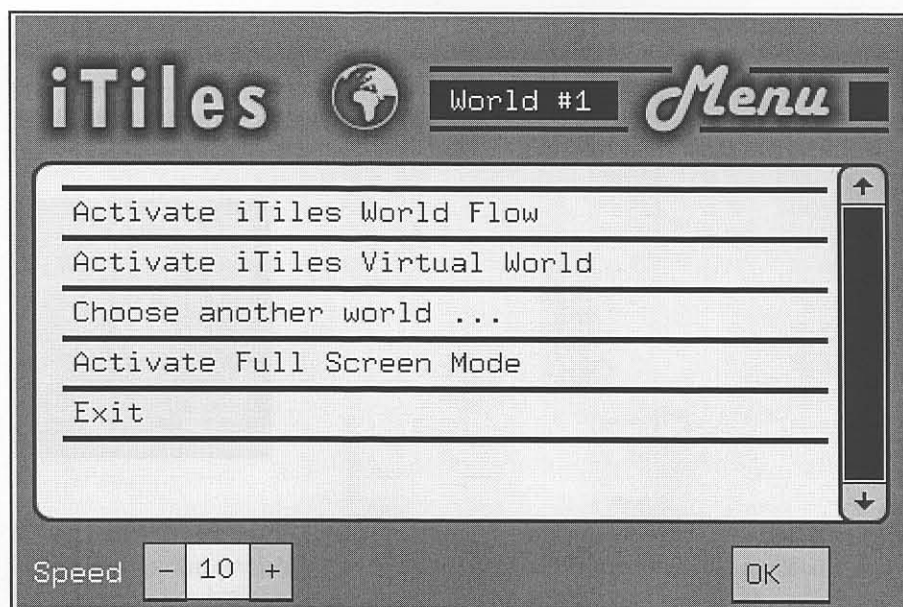 iTiles World #1 Menu
Activate iTiles World Flow
Activate iTiles Virtual World
Choose another world ...
Activate Full Screen Mode
Exit
Speed - 10 + OK